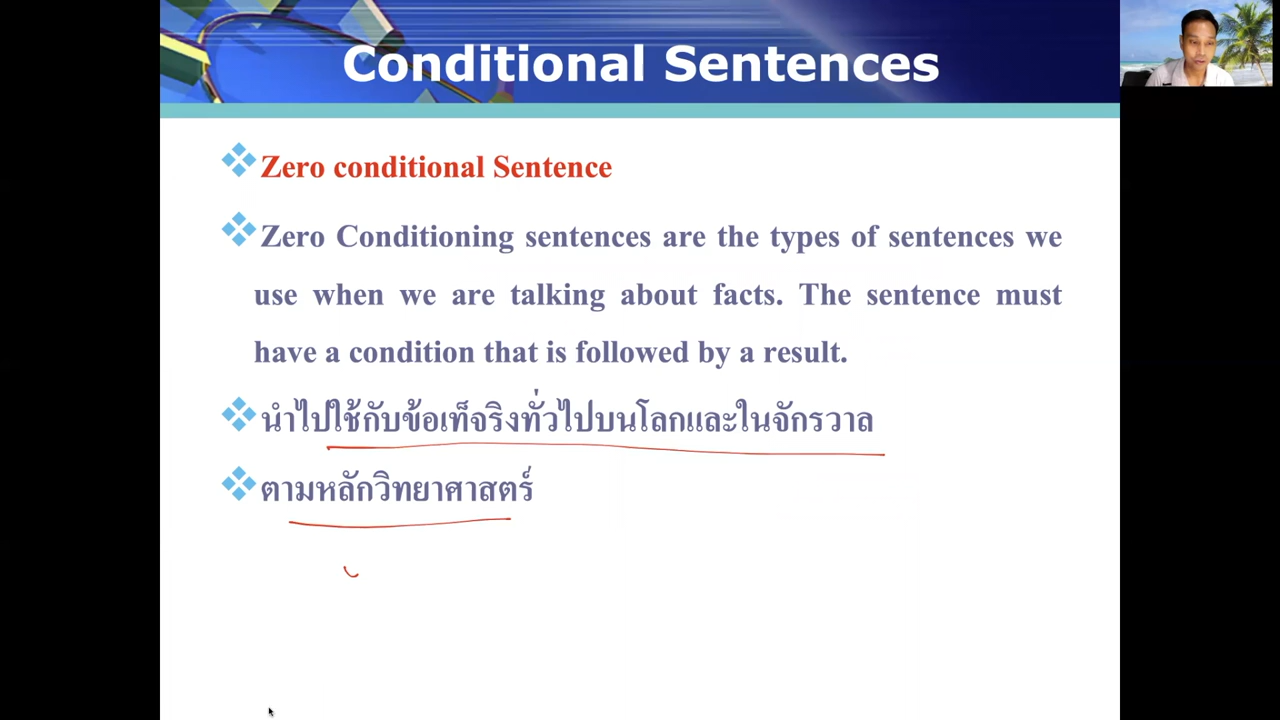 Conditional Sentences
Zero conditional Sentence
Zero Conditioning sentences are the types of sentences we
use when we are talking about facts. The sentence must
have a condition that is followed by a result.
นำไปใช้กับข้อเท็จริงทั่วไปบนโลกและในจักรวาล
ตามหลักวิทยาศาสตร์